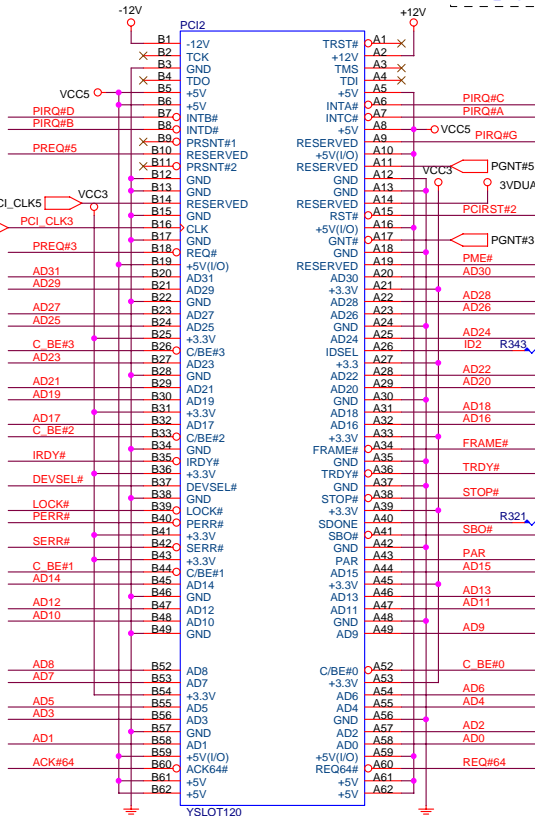 -12V +12V
PCI2
B1 -12V TRST# A1
B2 TCK +12V A2
B3 GND TMS A3
B4 TDO TDI A4
VCC5 B5 +5V +5V A5
B6 +5V INTA# A6 PIRQ#C
PIRQ#D B7 INTB# INTC# A7 PIRQ#A
PIRQ#B B8 INTD# +5V A8 VCC5
B9 PRSNT#1 RESERVED A9 PIRQ#G
PREQ#5 B10 RESERVED +5V(I/O) A10
B11 PRSNT#2 RESERVED A11 PGNT#5
B12 GND GND A12 VCC3
B13 GND GND A13 3VDUA
CI_CLK5 VCC3 B14 RESERVED RESERVED A14
B15 GND RST# A15 PCIRST#2
PCI_CLK3 B16 CLK +5V(I/O) A16
B17 GND GNT# A17 PGNT#3
PREQ#3 B18 REQ# GND A18
B19 +5V(I/O) RESERVED A19 PME#
AD31 B20 AD31 AD30 A20 AD30
AD29 B21 AD29 +3.3V A21
B22 GND AD28 A22 AD28
AD27 B23 AD27 AD26 A23 AD26
AD25 B24 AD25 GND A24
B25 +3.3V AD24 A25 AD24
C_BE#3 B26 C/BE#3 IDSEL A26 ID2 R343
AD23 B27 AD23 +3.3 A27
B28 GND AD22 A28 AD22
AD21 B29 AD21 AD20 A29 AD20
AD19 B30 AD19 GND A30
B31 +3.3V AD18 A31 AD18
AD17 B32 AD17 AD16 A32 AD16
C_BE#2 B33 C/BE#2 +3.3V A33
B34 GND FRAME# A34 FRAME#
IRDY# B35 IRDY# GND A35
B36 +3.3V TRDY# A36 TRDY#
DEVSEL# B37 DEVSEL# GND A37
B38 GND STOP# A38 STOP#
LOCK# B39 LOCK# +3.3V A39
PERR# B40 PERR# SDONE A40 R321
B41 +3.3V SBO# A41 SBO#
SERR# B42 SERR# GND A42
B43 +3.3V PAR A43 PAR
C_BE#1 B44 C/BE#1 AD15 A44 AD15
AD14 B45 AD14 +3.3V A45
B46 GND AD13 A46 AD13
AD12 B47 AD12 AD11 A47 AD11
AD10 B48 AD10 GND A48
B49 GND AD9 A49 AD9
AD8 B52 AD8 C/BE#0 A52 C_BE#0
AD7 B53 AD7 +3.3V A53
B54 +3.3V AD6 A54 AD6
AD5 B55 AD5 AD4 A55 AD4
AD3 B56 AD3 GND A56
B57 GND AD2 A57 AD2
AD1 B58 AD1 AD0 A58 AD0
B59 +5V(I/O) +5V(I/O) A59
ACK#64 B60 ACK64# REQ64# A60 REQ#64
B61 +5V +5V A61
B62 +5V +5V A62
YSLOT120